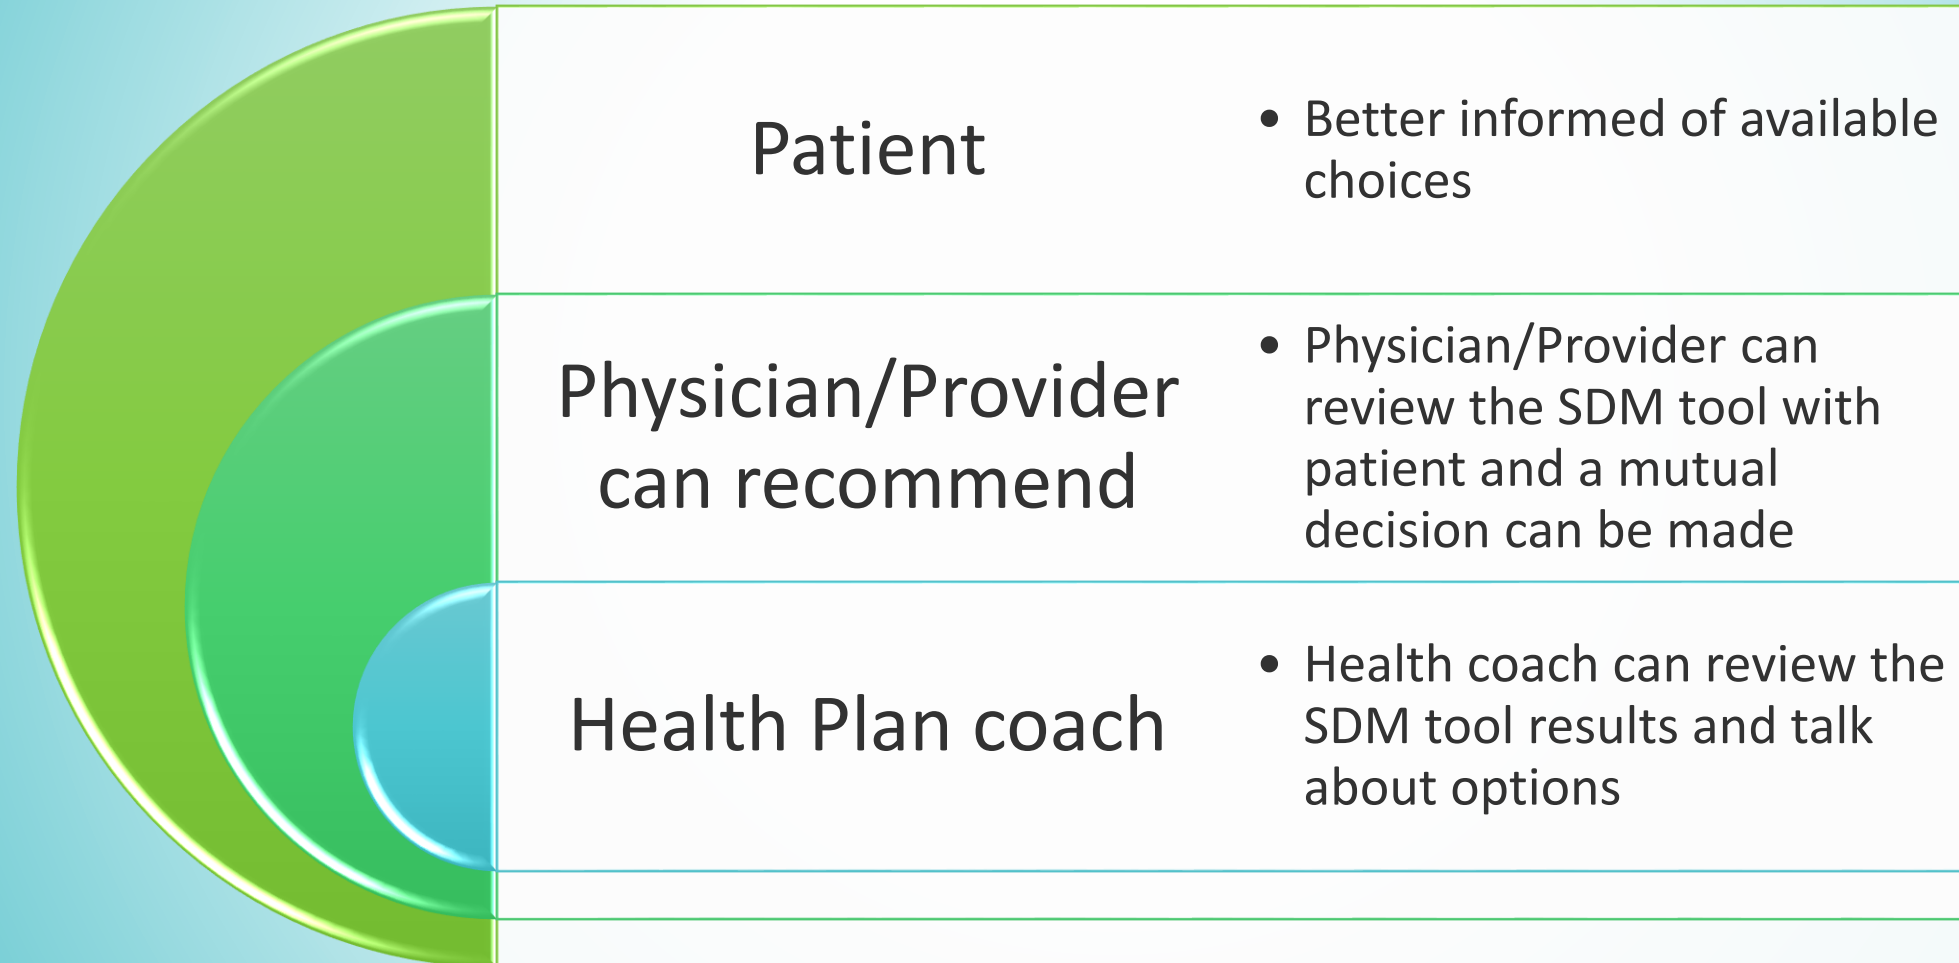 Patient
• Better informed of available
choices
Physician/Provider
can recommend
• Physician/Provider can
review the SDM tool with
patient and a mutual
decision can be made
Health Plan coach
• Health coach can review the
SDM tool results and talk
about options